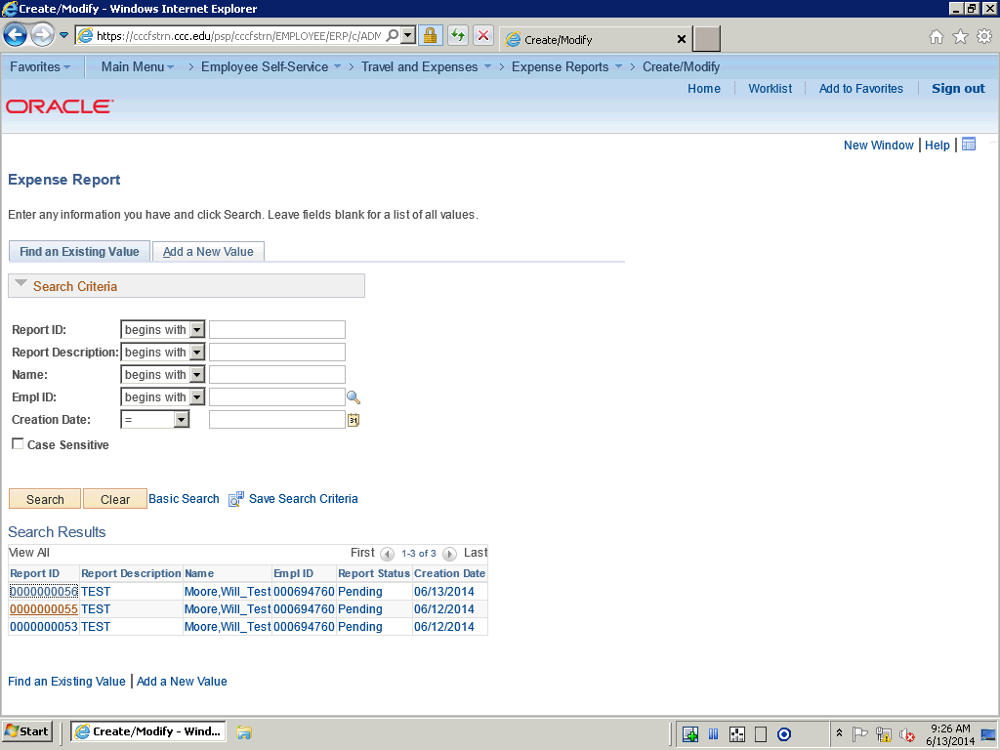 Create/Modify - Windows Internet Explorer
https://cccfstrn.ccc.edu/psp/cccfstrn/EMPLOYEE/ERP/c/ADM
Create/Modify
Favorites Main Menu > Employee Self-Service > Travel and Expenses > Expense Reports > Create/Modify
Home Worklist Add to Favorites Sign out
ORACLE
New Window | Help |
Expense Report
Enter any information you have and click Search. Leave fields blank for a list of all values.
Find an Existing Value Add a New Value
Search Criteria
Report ID: begins with
Report Description: begins with
Name: begins with
Empl ID: begins with
Creation Date: = 31
Case Sensitive
Search Clear Basic Search Save Search Criteria
Search Results
View All First 1-3 of 3 Last
Report ID Report Description Name Empl ID Report Status Creation Date
0000000056 TEST Moore,Will_Test 000694760 Pending 06/13/2014
0000000055 TEST Moore,Will_Test 000694760 Pending 06/12/2014
0000000053 TEST Moore,Will_Test 000694760 Pending 06/12/2014
Find an Existing Value | Add a New Value
Start Create/Modify - Wind... 9:26 AM
6/13/2014